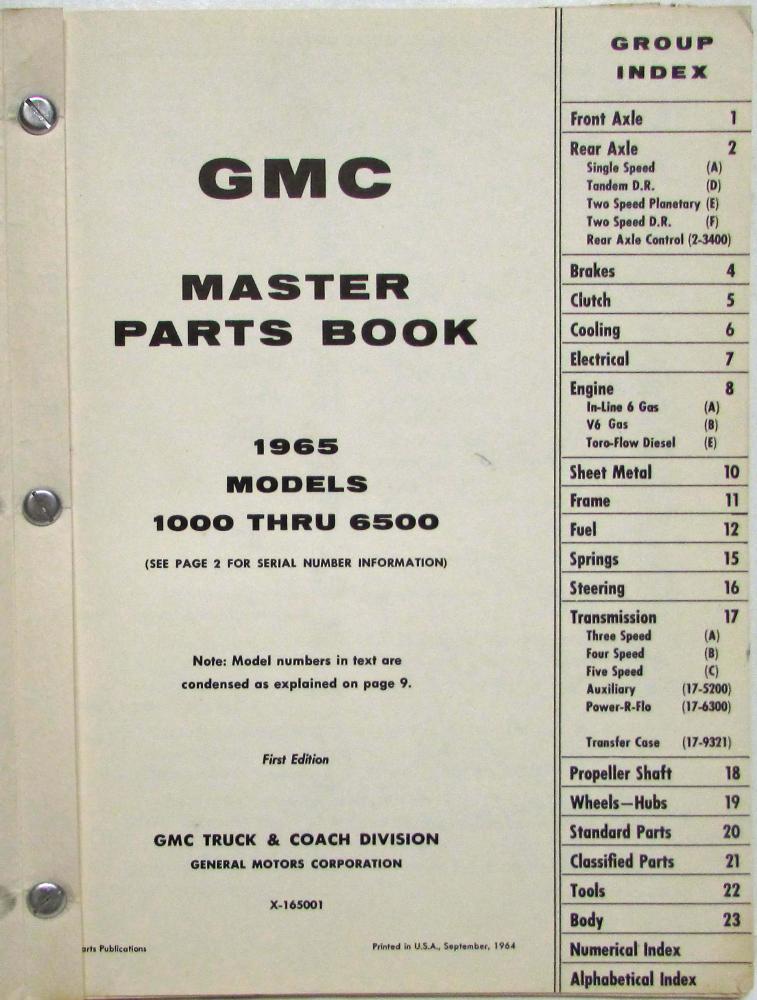 GMC
MASTER
PARTS BOOK
1965
MODELS
1000 THRU 6500
(SEE PAGE 2 FOR SERIAL NUMBER INFORMATION)
Note: Model numbers in text are
condensed as explained on page 9.
First Edition
GMC TRUCK & COACH DIVISION
GENERAL MOTORS CORPORATION
X-165001
arts Publications
Printed in U.S.A., September, 1964
GROUP
INDEX
Front Axle 1
Rear Axle 2
Single Speed (A)
Tandem D.R. (D)
Two Speed Planetary (E)
Two Speed D.R. (F)
Rear Axle Control (2-3400)
Brakes 4
Clutch 5
Cooling 6
Electrical 7
Engine 8
In-Line 6 Gas (A)
V6 Gas (B)
Toro-Flow Diesel (E)
Sheet Metal 10
Frame 11
Fuel 12
Springs 15
Steering 16
Transmission 17
Three Speed (A)
Four Speed (B)
Five Speed (C)
Auxiliary (17-5200)
Power-R-Flo (17-6300)
Transfer Case (17-9321)
Propeller Shaft 18
Wheels—Hubs 19
Standard Parts 20
Classified Parts 21
Tools 22
Body 23
Numerical Index
Alphabetical Index